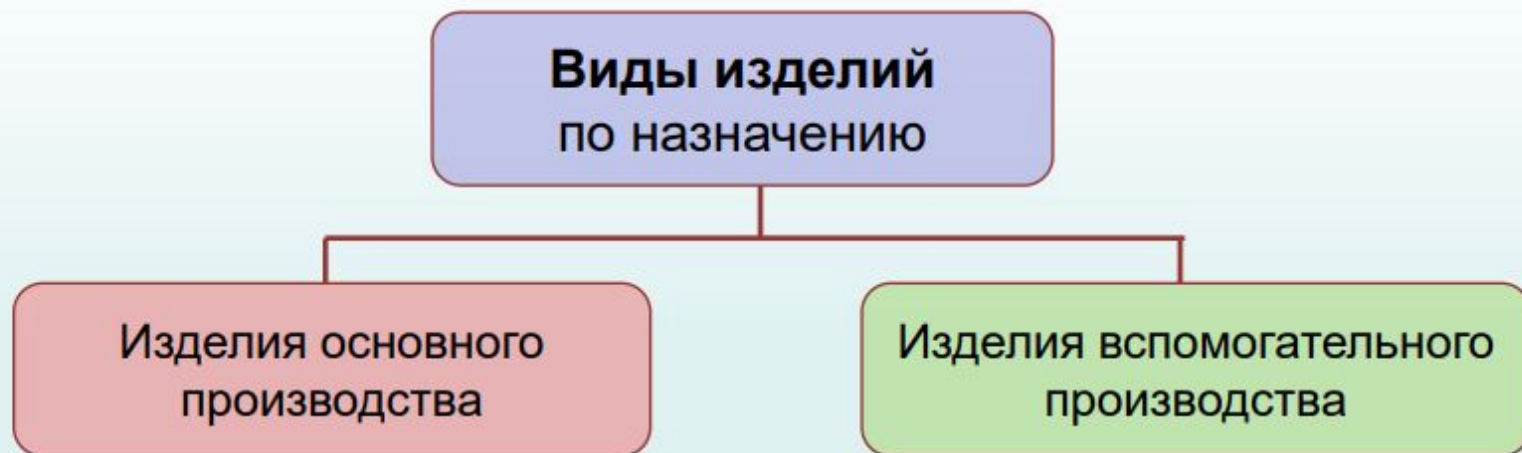 Виды изделий
по назначению
Изделия основного
производства
Изделия вспомогательного
производства